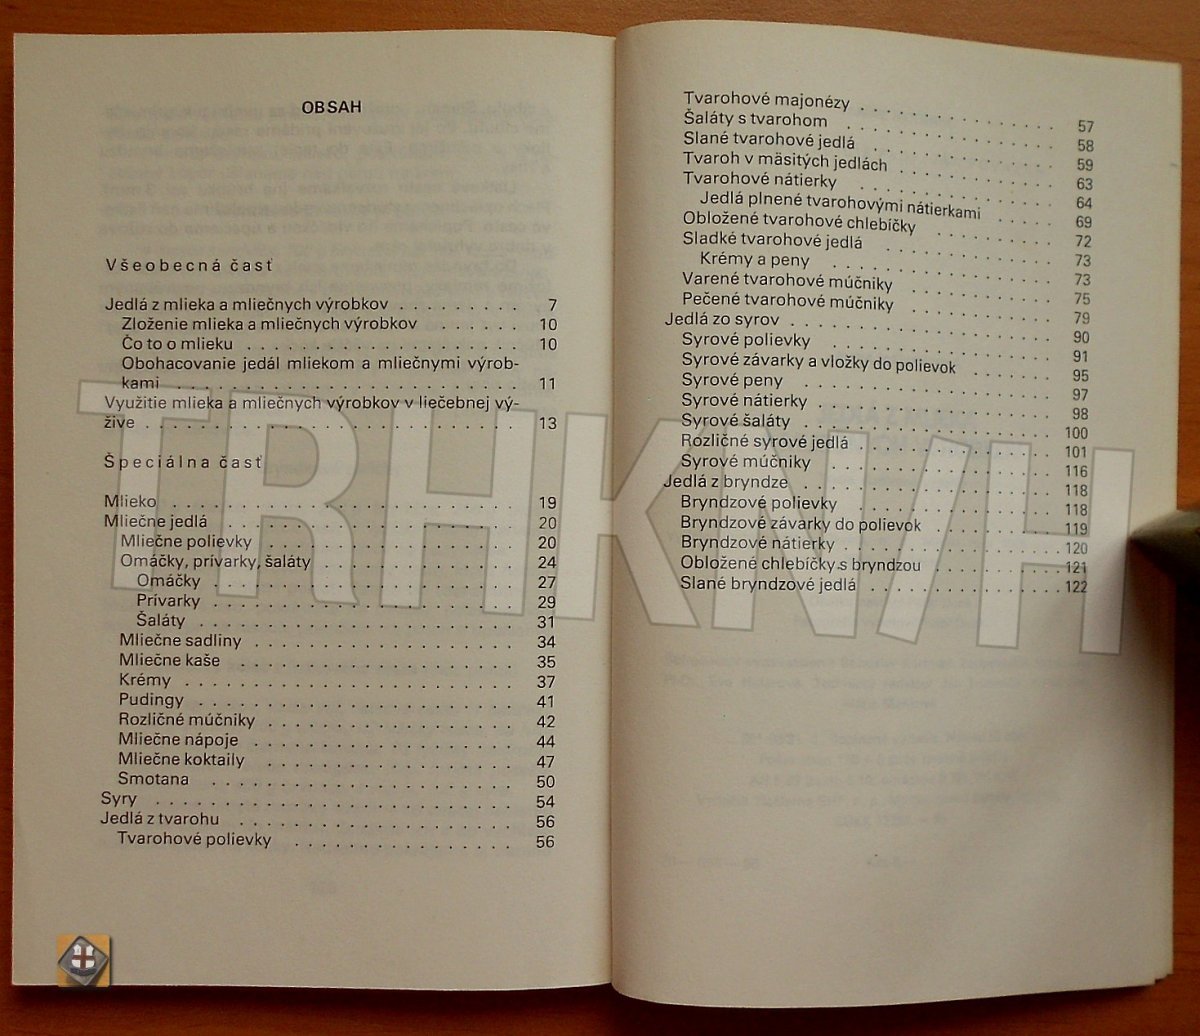 OBSAH
Všeobecná časť
Jedlá z mlieka a mliečnych výrobkov . . . . . . . . 7
Zloženie mlieka a mliečnych výrobkov . . . . . . 10
Čo to o mlieku . . . . . . . . . . . . . . . . . 10
Obohacovanie jedál mliekom a mliečnymi výrob-
kami . . . . . . . . . . . . . . . . . . . . . 11
Využitie mlieka a mliečnych výrobkov v liečebnej vý-
žive . . . . . . . . . . . . . . . . . . . . . . 13
Špeciálna časť
Mlieko . . . . . . . . . . . . . . . . . . . . . 19
Mliečne jedlá . . . . . . . . . . . . . . . . . . 20
Mliečne polievky . . . . . . . . . . . . . . . . 20
Omáčky, prívarky, šaláty . . . . . . . . . . . . 24
Omáčky . . . . . . . . . . . . . . . . . . . 27
Prívarky . . . . . . . . . . . . . . . . . . . 29
Šaláty . . . . . . . . . . . . . . . . . . . . 31
Mliečne sadliny . . . . . . . . . . . . . . . . . 34
Mliečne kaše . . . . . . . . . . . . . . . . . . 35
Krémy . . . . . . . . . . . . . . . . . . . . . 37
Pudingy . . . . . . . . . . . . . . . . . . . . 41
Rozličné múčniky . . . . . . . . . . . . . . . . 42
Mliečne nápoje . . . . . . . . . . . . . . . . . 44
Mliečne koktaily . . . . . . . . . . . . . . . . . 47
Smotana . . . . . . . . . . . . . . . . . . . . 50
Syry . . . . . . . . . . . . . . . . . . . . . . 54
Jedlá z tvarohu . . . . . . . . . . . . . . . . . 56
Tvarohové polievky . . . . . . . . . . . . . . . 56
Tvarohové majonézy . . . . . . . . . . . . . 57
Šaláty s tvarohom . . . . . . . . . . . . . . 58
Slané tvarohové jedlá . . . . . . . . . . . . 59
Tvaroh v mäsitých jedlách . . . . . . . . . . 63
Tvarohové nátierky . . . . . . . . . . . . . 64
Jedlá plnené tvarohovými nátierkami . . . . 69
Obložené tvarohové chlebíčky . . . . . . . . 72
Sladké tvarohové jedlá . . . . . . . . . . . 73
Krémy a peny . . . . . . . . . . . . . . . 73
Varené tvarohové múčniky . . . . . . . . . . 75
Pečené tvarohové múčniky . . . . . . . . . . 79
Jedlá zo syrov . . . . . . . . . . . . . . . . 90
Syrové polievky . . . . . . . . . . . . . . . 91
Syrové závarky a vložky do polievok . . . . . 95
Syrové peny . . . . . . . . . . . . . . . . . 97
Syrové nátierky . . . . . . . . . . . . . . . 98
Syrové šaláty . . . . . . . . . . . . . . . . 100
Rozličné syrové jedlá . . . . . . . . . . . . 101
Syrové múčniky . . . . . . . . . . . . . . . 116
Jedlá z bryndze . . . . . . . . . . . . . . . . 118
Bryndzové polievky . . . . . . . . . . . . . . 118
Bryndzové závarky do polievok . . . . . . . . 119
Bryndzové nátierky . . . . . . . . . . . . . . 120
Obložené chlebíčky s bryndzou . . . . . . . . 121
Slané bryndzové jedlá . . . . . . . . . . . . 122
TRHKNIH